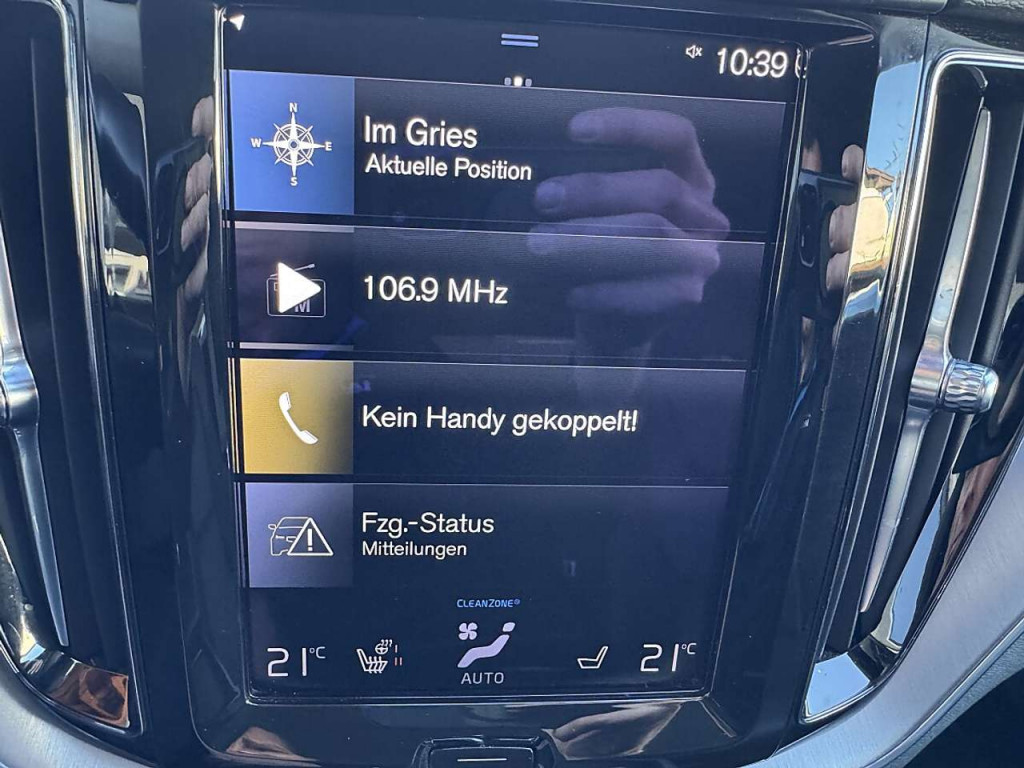 10:39
N
W E
S
Im Gries
Aktuelle Position
106.9 MHz
Kein Handy gekoppelt!
Fzg.-Status
Mitteilungen
CLEANZONE®
21°C
I
II
AUTO
21°C